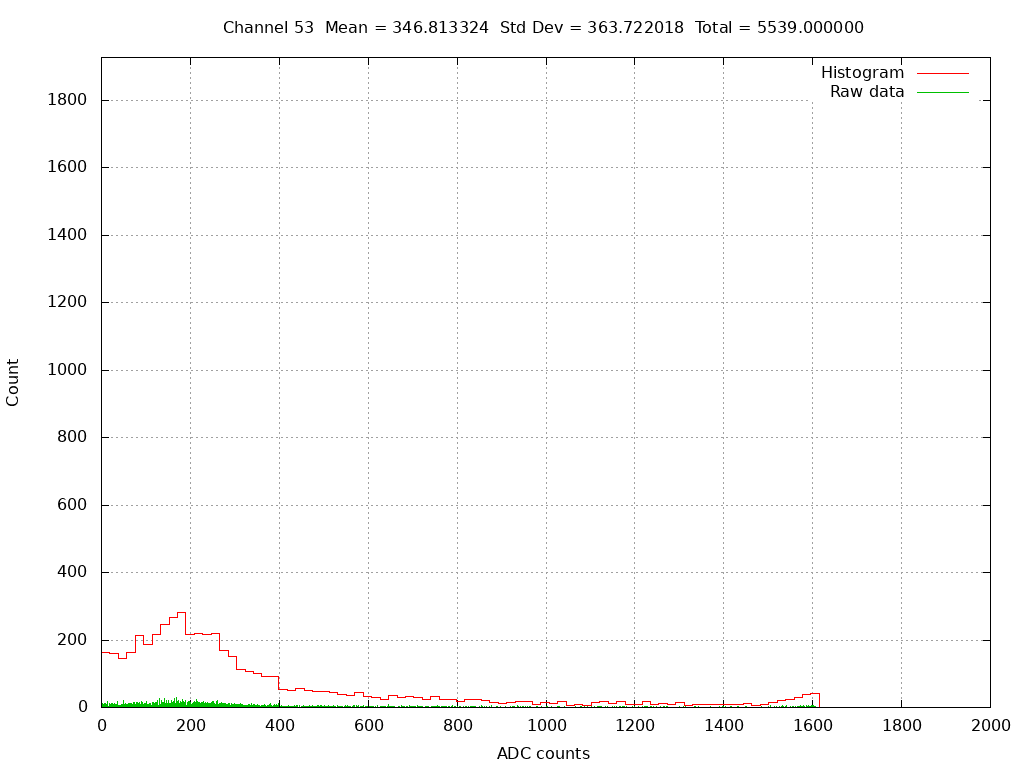 Channel 53  Mean = 346.813324  Std Dev = 363.722018  Total = 5539.000000
Histogram
Raw data
1800
1600
1400
1200
1000
800
600
400
200
0
Count
0 200 400 600 800 1000 1200 1400 1600 1800 2000
ADC counts